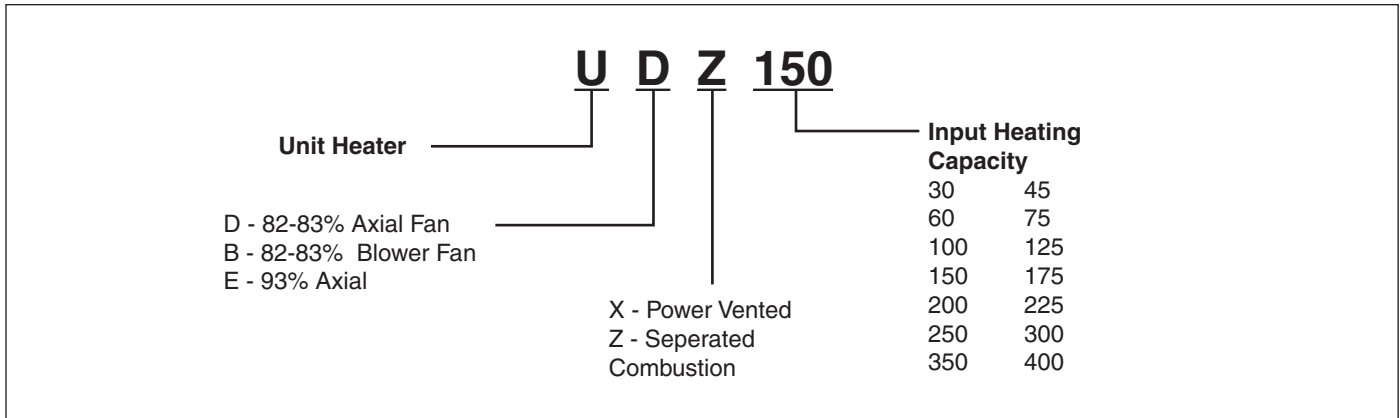 U D Z 150
Unit Heater
D - 82-83% Axial Fan
B - 82-83% Blower Fan
E - 93% Axial
X - Power Vented
Z - Seperated
Combustion
Input Heating
Capacity
30 45
60 75
100 125
150 175
200 225
250 300
350 400